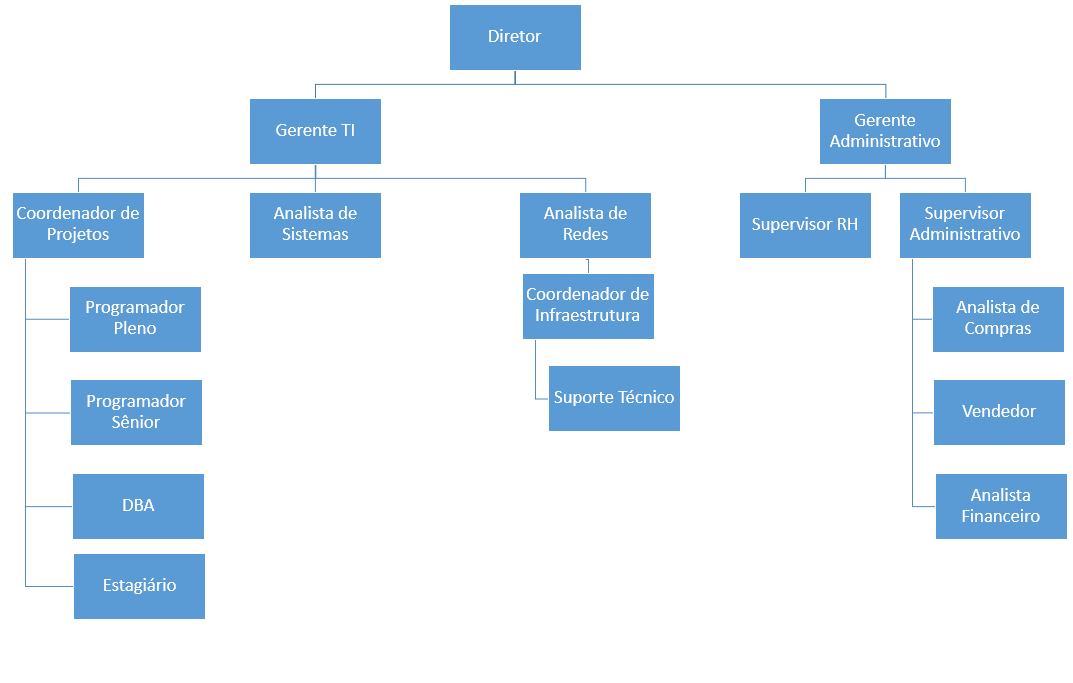 Diretor
Gerente TI
Gerente
Administrativo
Coordenador de
Projetos
Analista de
Sistemas
Analista de
Redes
Supervisor RH
Supervisor
Administrativo
Programador
Pleno
Programador
Sênior
DBA
Estagiário
Coordenador de
Infraestrutura
Suporte Técnico
Analista de
Compras
Vendedor
Analista
Financeiro